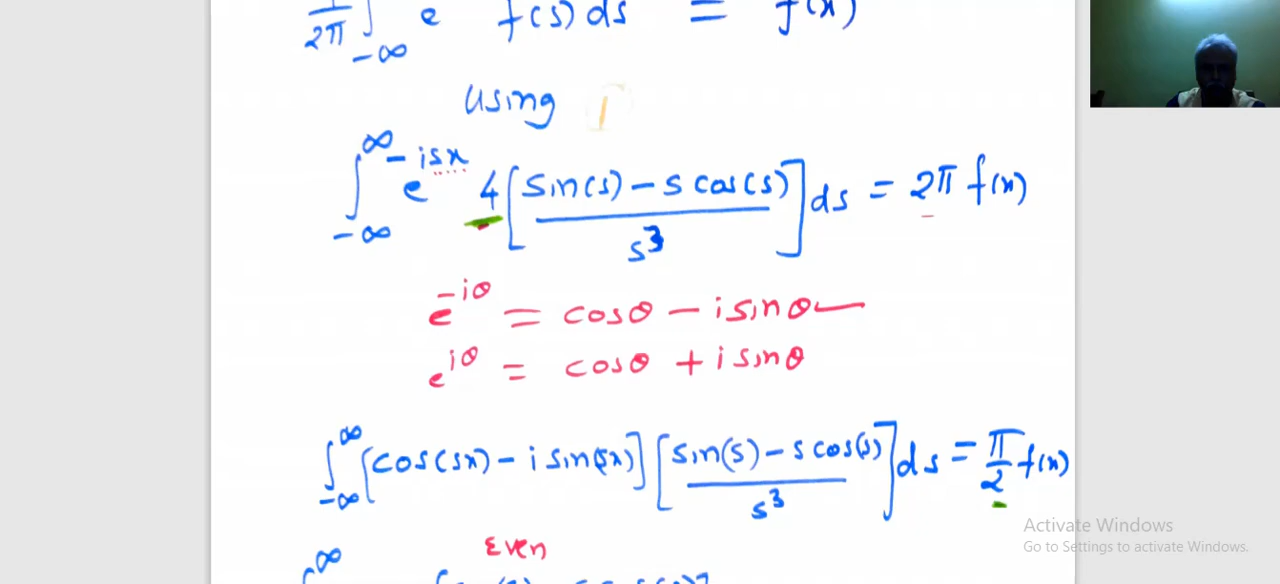 1/2π ∫_{-∞} e f(s) ds = f(x)
using
∫_{-∞}^{∞} e^{-isx} 4[(sin(s) - s cos(s))/s³] ds = 2π f(x)
e^{-iθ} = cosθ - i sinθ
e^{iθ} = cosθ + i sinθ
∫_{-∞}^{∞} [cos(sx) - i sin(sx)] [(sin(s) - s cos(s))/s³] ds = π/2 f(x)
Even
∞
Activate Windows
Go to Settings to activate Windows.